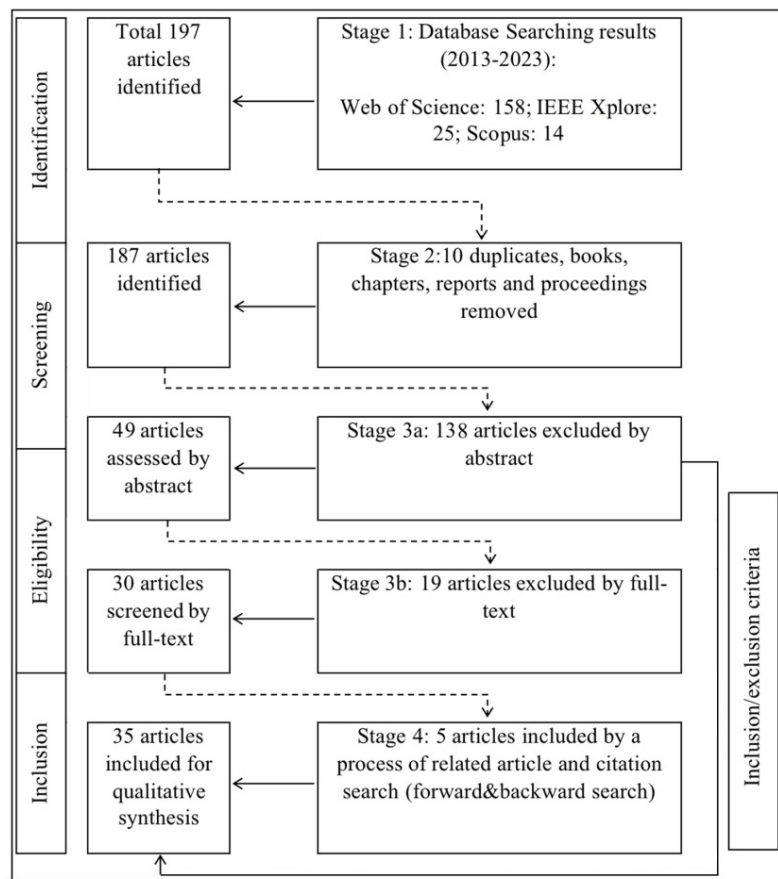 Identification
Total 197
articles
identified
Stage 1: Database Searching results
(2013-2023):
Web of Science: 158; IEEE Xplore:
25; Scopus: 14
Screening
187 articles
identified
Stage 2:10 duplicates, books,
chapters, reports and proceedings
removed
49 articles
assessed by
abstract
Stage 3a: 138 articles excluded by
abstract
Eligibility
30 articles
screened by
full-text
Stage 3b: 19 articles excluded by full-
text
Inclusion
35 articles
included for
qualitative
synthesis
Stage 4: 5 articles included by a
process of related article and citation
search (forward&backward search)
Inclusion/exclusion criteria